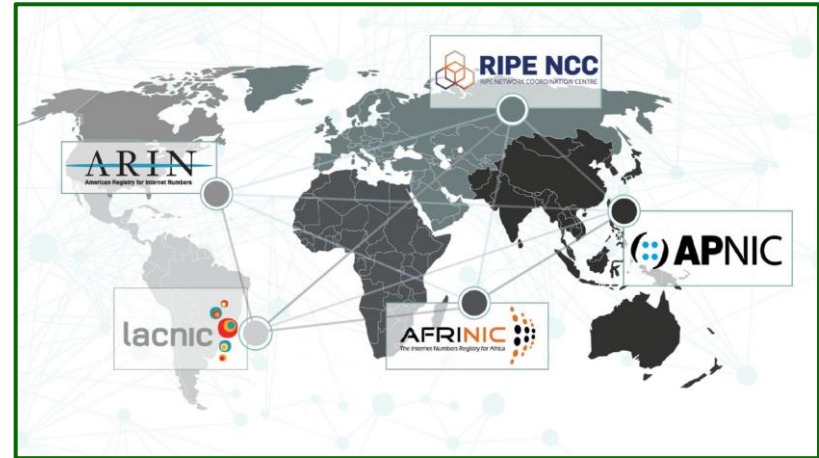 RIPE NCC
RIPE NETWORK COORDINATION CENTRE
ARIN
American Registry for Internet Numbers
APNIC
lacnic
AFRINIC
The Internet Numbers Registry for Africa